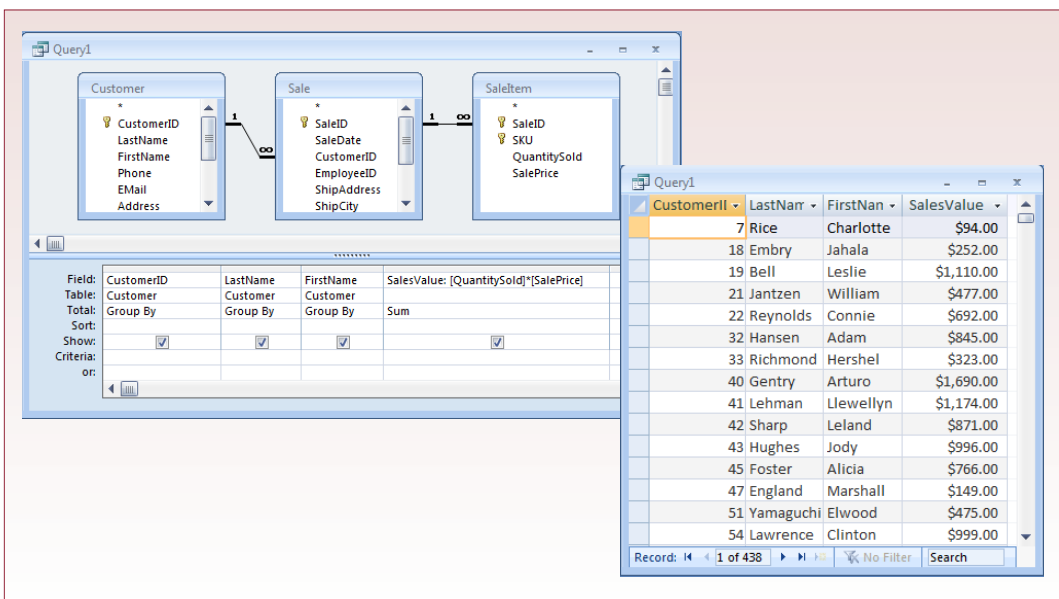 Query1
Customer
*
CustomerID
LastName
FirstName
Phone
EMail
Address
1
∞
Sale
*
SaleID
SaleDate
CustomerID
EmployeeID
ShipAddress
ShipCity
1
∞
SaleItem
*
SaleID
SKU
QuantitySold
SalePrice
Field: CustomerID LastName FirstName SalesValue: [QuantitySold]*[SalePrice]
Table: Customer Customer Customer
Total: Group By Group By Group By Sum
Sort:
Show:
Criteria:
or:
Query1
CustomerII LastNam FirstNan SalesValue
7 Rice Charlotte $94.00
18 Embry Jahala $252.00
19 Bell Leslie $1,110.00
21 Jantzen William $477.00
22 Reynolds Connie $692.00
32 Hansen Adam $845.00
33 Richmond Hershel $323.00
40 Gentry Arturo $1,690.00
41 Lehman Llewellyn $1,174.00
42 Sharp Leland $871.00
43 Hughes Jody $996.00
45 Foster Alicia $766.00
47 England Marshall $149.00
51 Yamaguchi Elwood $475.00
54 Lawrence Clinton $999.00
Record: 1 of 438 No Filter Search